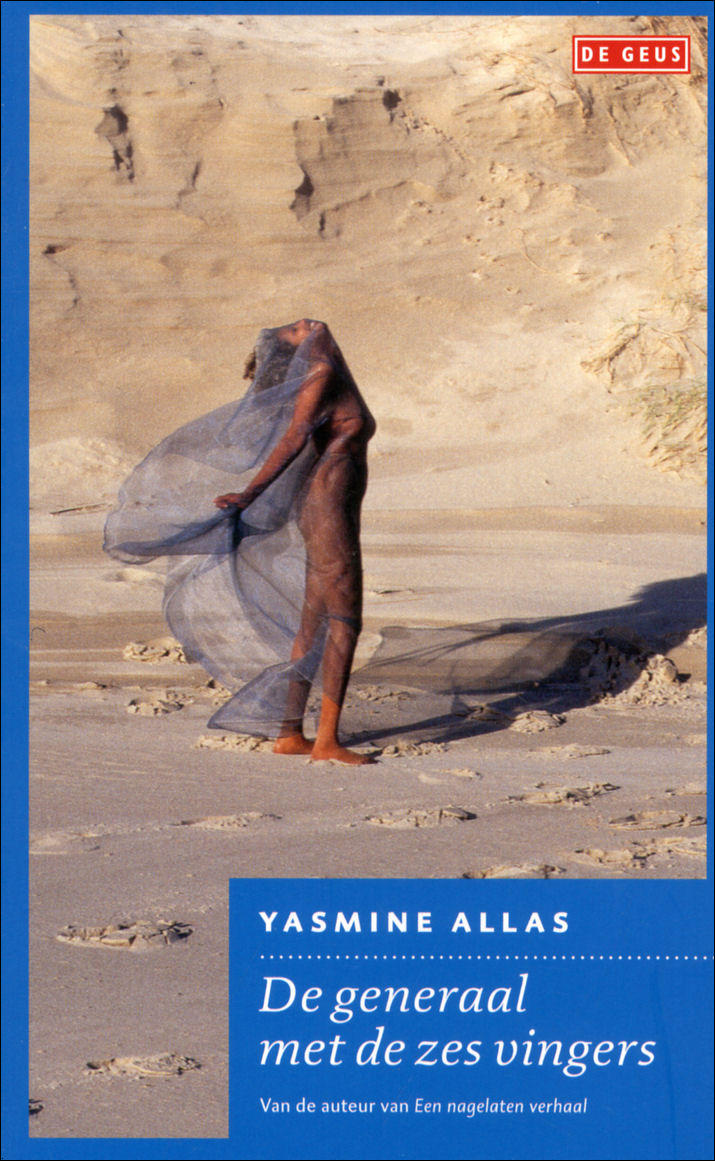 DE GEUS
YASMINE ALLAS
De generaal
met de zes vingers
Van de auteur van Een nagelaten verhaal